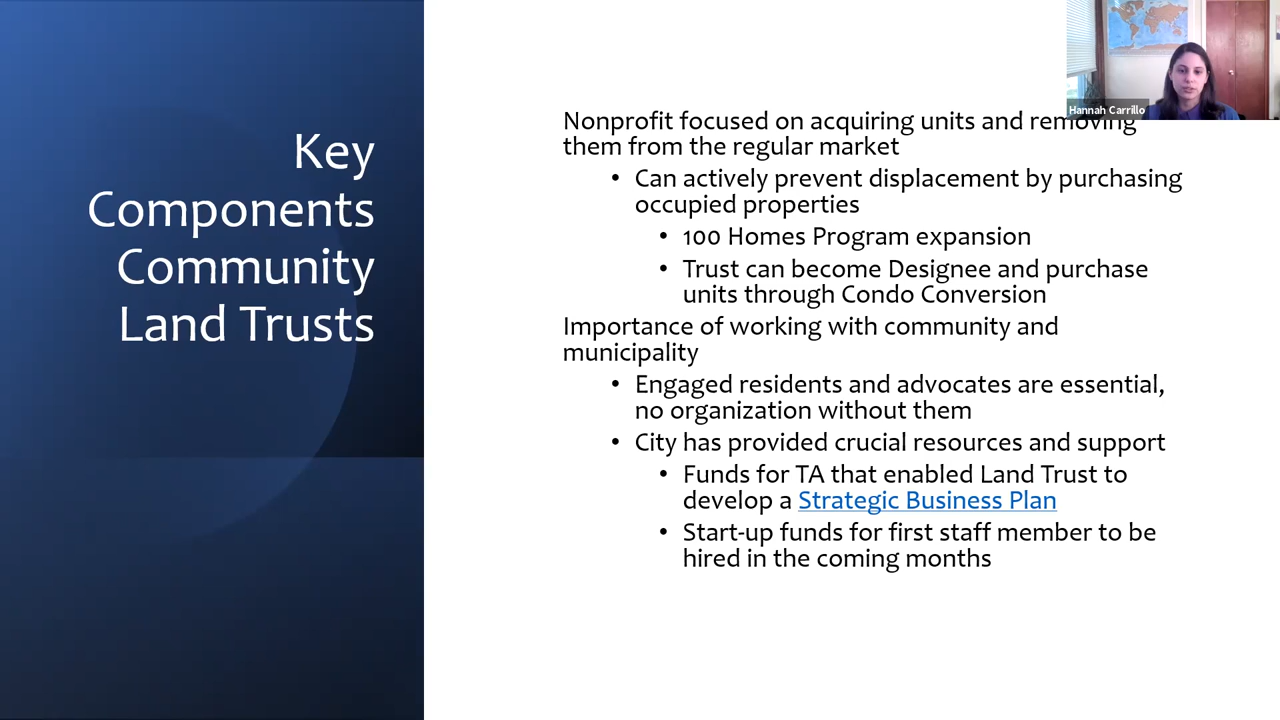 Key
Components
Community
Land Trusts
Hannah Carrillo
Nonprofit focused on acquiring units and removing
them from the regular market
• Can actively prevent displacement by purchasing
occupied properties
• 100 Homes Program expansion
• Trust can become Designee and purchase
units through Condo Conversion
Importance of working with community and
municipality
• Engaged residents and advocates are essential,
no organization without them
• City has provided crucial resources and support
• Funds for TA that enabled Land Trust to
develop a Strategic Business Plan
• Start-up funds for first staff member to be
hired in the coming months